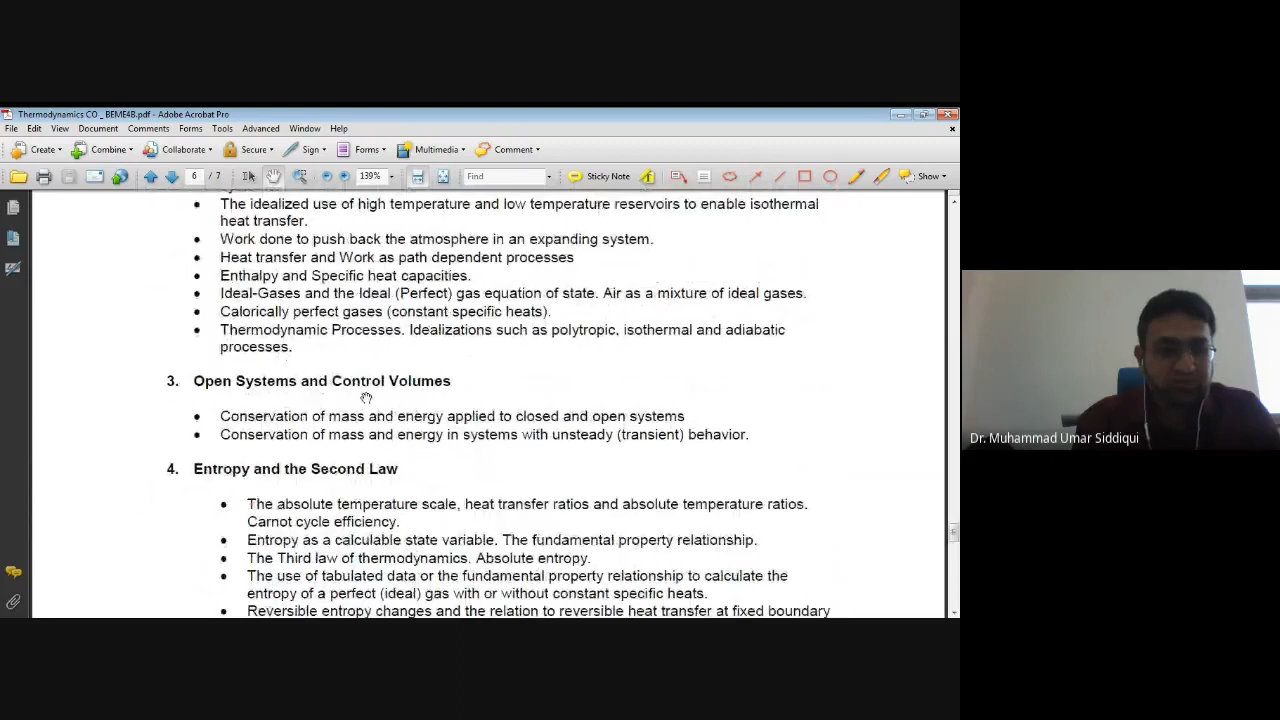 Thermodynamics CO _ BEME4B.pdf - Adobe Acrobat Pro
File Edit View Document Comments Forms Tools Advanced Window Help
Create Combine Collaborate Secure Sign Forms Multimedia Comment
6 / 7 139% Find Sticky Note Show
• The idealized use of high temperature and low temperature reservoirs to enable isothermal
heat transfer.
• Work done to push back the atmosphere in an expanding system.
• Heat transfer and Work as path dependent processes
• Enthalpy and Specific heat capacities.
• Ideal-Gases and the Ideal (Perfect) gas equation of state. Air as a mixture of ideal gases.
• Calorically perfect gases (constant specific heats).
• Thermodynamic Processes. Idealizations such as polytropic, isothermal and adiabatic
processes.
3. Open Systems and Control Volumes
• Conservation of mass and energy applied to closed and open systems
• Conservation of mass and energy in systems with unsteady (transient) behavior.
Dr. Muhammad Umar Siddiqui
4. Entropy and the Second Law
• The absolute temperature scale, heat transfer ratios and absolute temperature ratios.
Carnot cycle efficiency.
• Entropy as a calculable state variable. The fundamental property relationship.
• The Third law of thermodynamics. Absolute entropy.
• The use of tabulated data or the fundamental property relationship to calculate the
entropy of a perfect (ideal) gas with or without constant specific heats.
• Reversible entropy changes and the relation to reversible heat transfer at fixed boundary